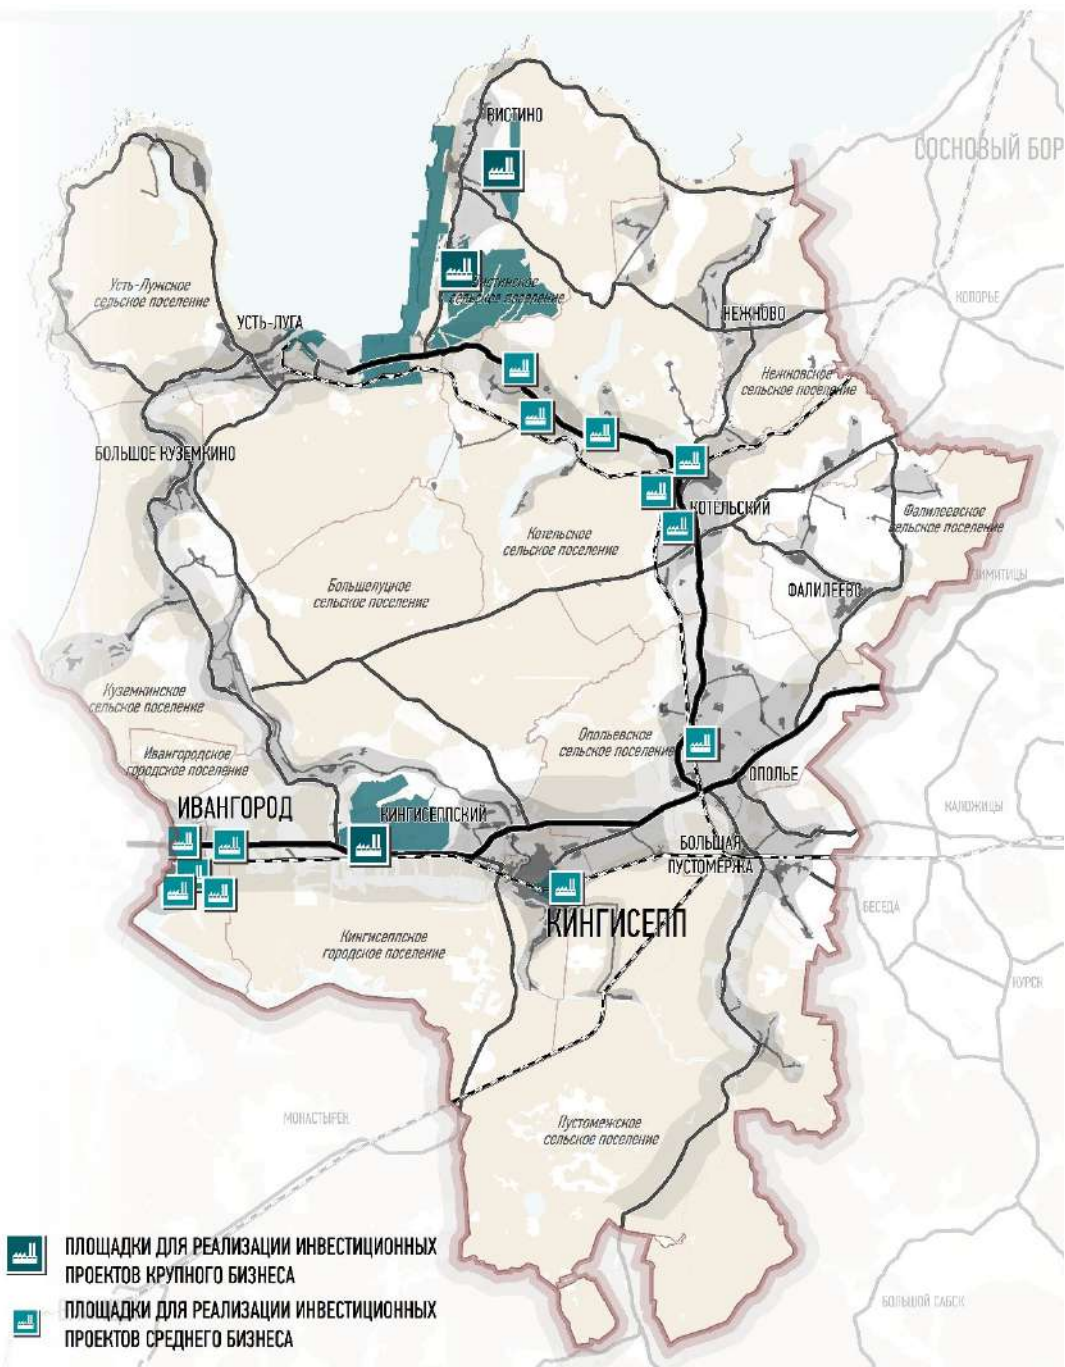 ВИСТИНО
СОСНОВЫЙ БОР
Усть-Лужское
сельское поселение
Вистинское
сельское поселение
КОПОРЬЕ
УСТЬ-ЛУГА
НЕЖНОВО
Нежновское
сельское поселение
БОЛЬШОЕ КУЗЕМКИНО
КОТЕЛЬСКИЙ
Фалилеевское
сельское поселение
Котельское
сельское поселение
ЗИМИТИЦЫ
Большелуцкое
сельское поселение
ФАЛИЛЕЕВО
Куземкинское
сельское поселение
Опольевское
сельское поселение
Ивангородское
городское поселение
ОПОЛЬЕ
ИВАНГОРОД
КИНГИСЕППСКИЙ
КАЛОЖИЦЫ
БОЛЬШАЯ
ПУСТОМЕРЖА
БЕСЕДА
КИНГИСЕПП
Кингисеппское
городское поселение
КУРСК
МОНАСТЫРЕК
Пустомежское
сельское поселение
ПЛОЩАДКИ ДЛЯ РЕАЛИЗАЦИИ ИНВЕСТИЦИОННЫХ
ПРОЕКТОВ КРУПНОГО БИЗНЕСА
БОЛЬШОЙ САБСК
ПЛОЩАДКИ ДЛЯ РЕАЛИЗАЦИИ ИНВЕСТИЦИОННЫХ
ПРОЕКТОВ СРЕДНЕГО БИЗНЕСА